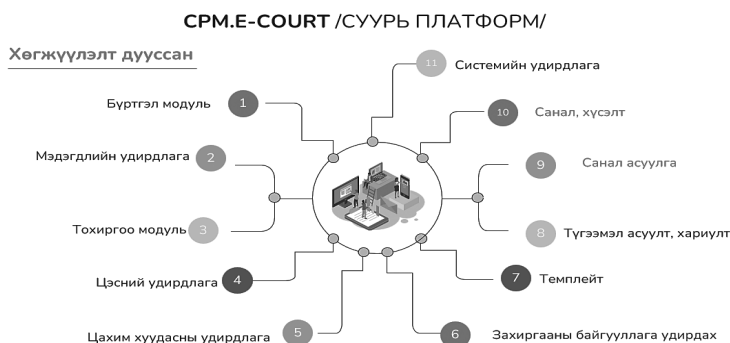 CPM.E-COURT /СУУРЬ ПЛАТФОРМ/
Хөгжүүлэлт дууссан
Бүртгэл модуль 1
Мэдэгдлийн удирдлага 2
Тохиргоо модуль 3
Цэсний удирдлага 4
Цахим хуудасны удирдлага 5
6 Захиргааны байгууллага удирдах
7 Темплейт
8 Түгээмэл асуулт, хариулт
9 Санал асуулга
10 Санал, хүсэлт
11 Системийн удирдлага